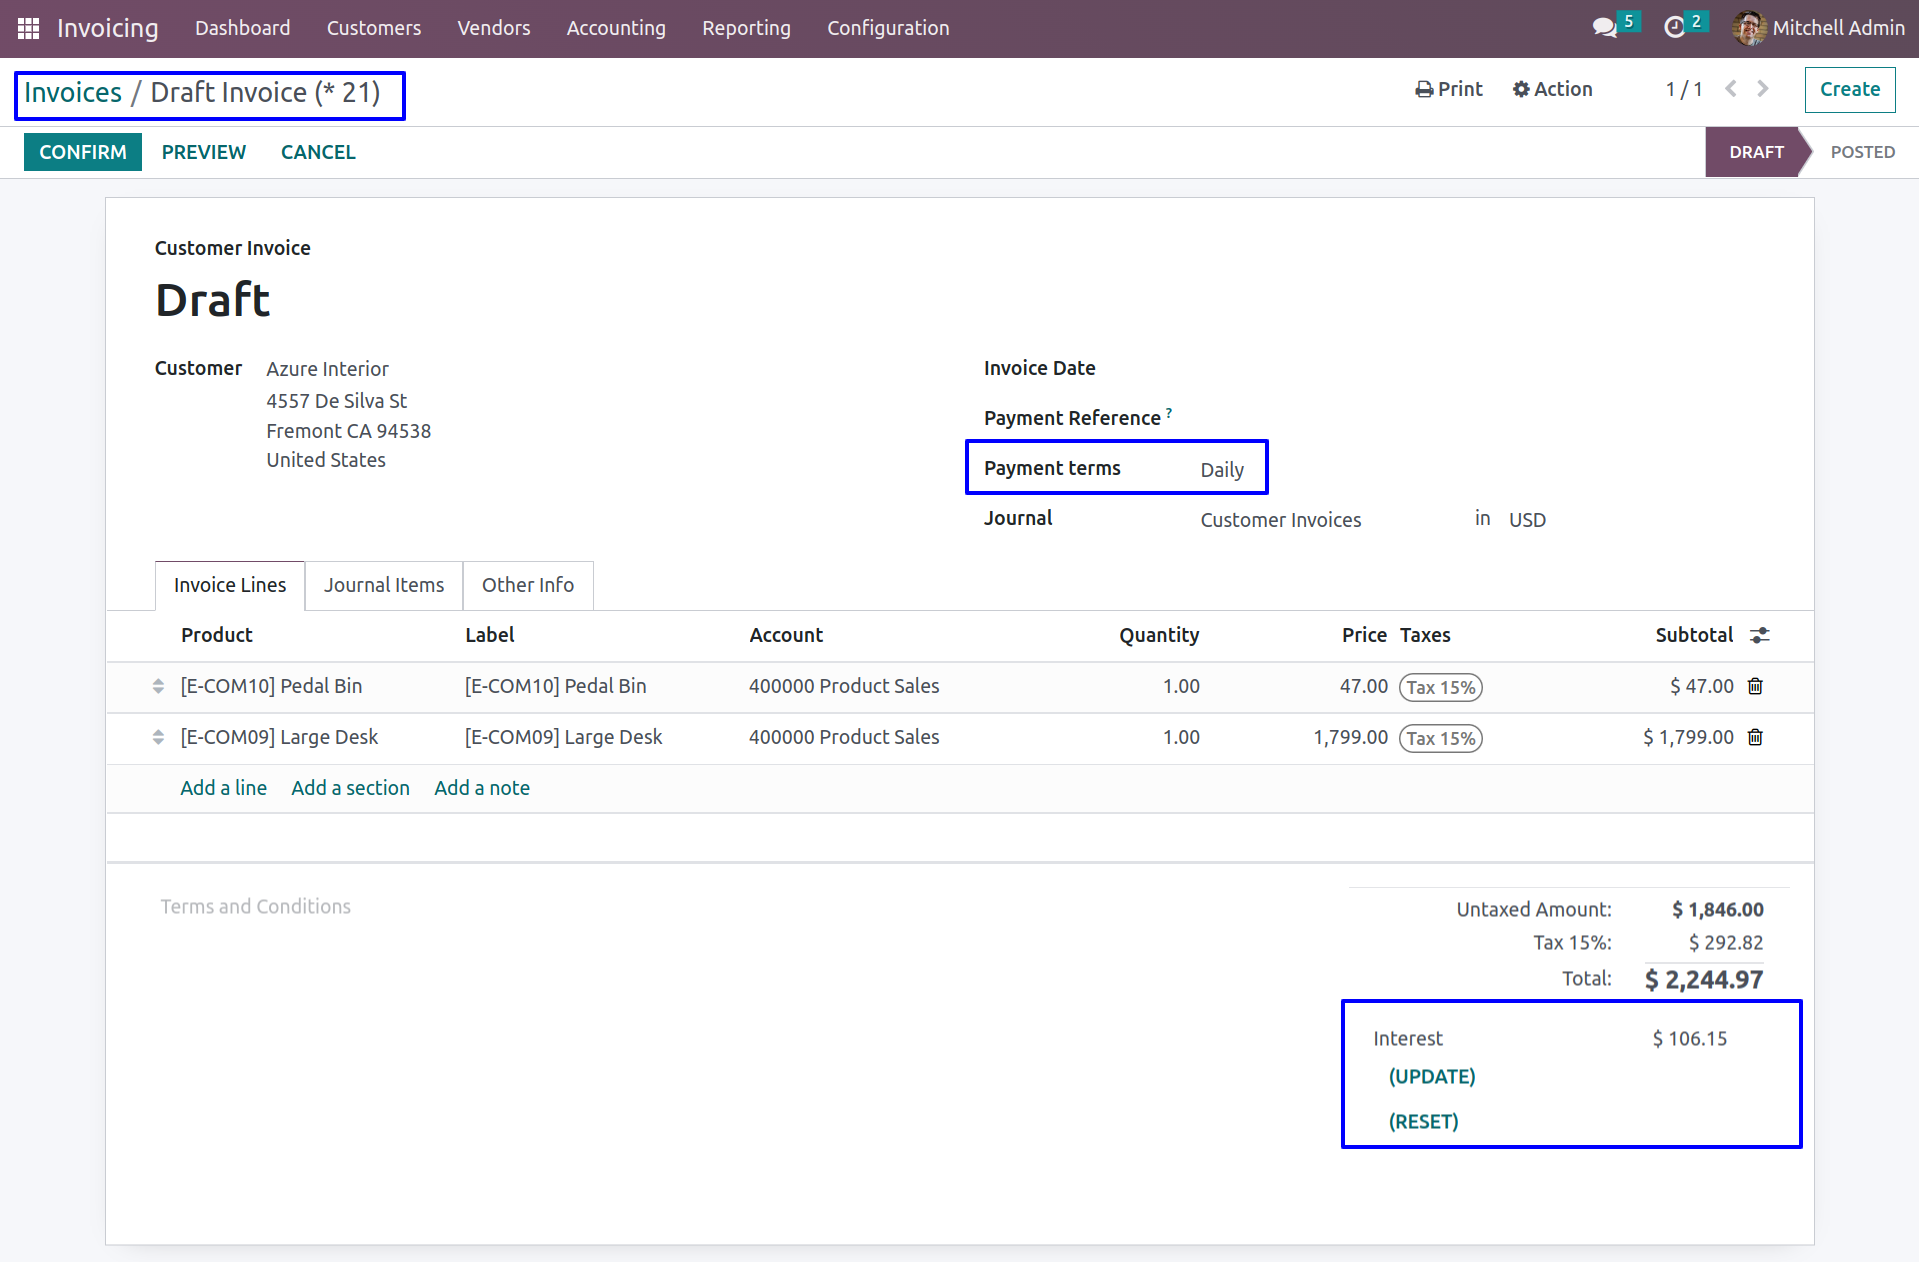 Invoicing Dashboard Customers Vendors Accounting Reporting Configuration 5 2 Mitchell Admin
Invoices / Draft Invoice (* 21) Print Action 1 / 1 Create
CONFIRM PREVIEW CANCEL DRAFT POSTED
Customer Invoice
Draft
Customer Azure Interior Invoice Date
4557 De Silva St
Fremont CA 94538 Payment Reference ?
United States Payment terms Daily
Journal Customer Invoices in USD
Invoice Lines Journal Items Other Info
Product Label Account Quantity Price Taxes Subtotal
[E-COM10] Pedal Bin [E-COM10] Pedal Bin 400000 Product Sales 1.00 47.00 Tax 15% $ 47.00
[E-COM09] Large Desk [E-COM09] Large Desk 400000 Product Sales 1.00 1,799.00 Tax 15% $ 1,799.00
Add a line Add a section Add a note
Terms and Conditions Untaxed Amount: $ 1,846.00
Tax 15%: $ 292.82
Total: $ 2,244.97
Interest $ 106.15
(UPDATE)
(RESET)